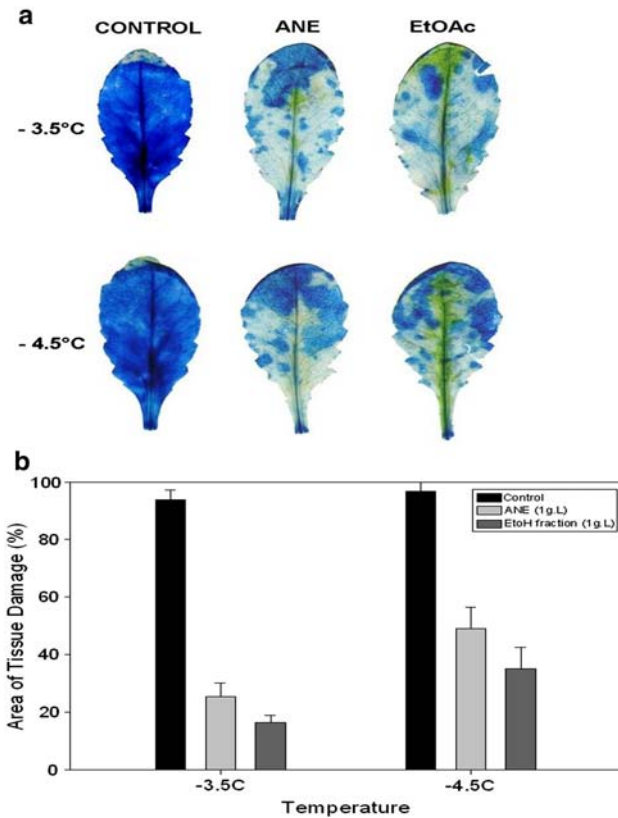 a
CONTROL ANE EtOAc
- 3.5°C
- 4.5°C
b
Area of Tissue Damage (%)
100
80
60
40
20
0
Control
ANE (1g.L)
EtoH fraction (1g.L)
-3.5C -4.5C
Temperature